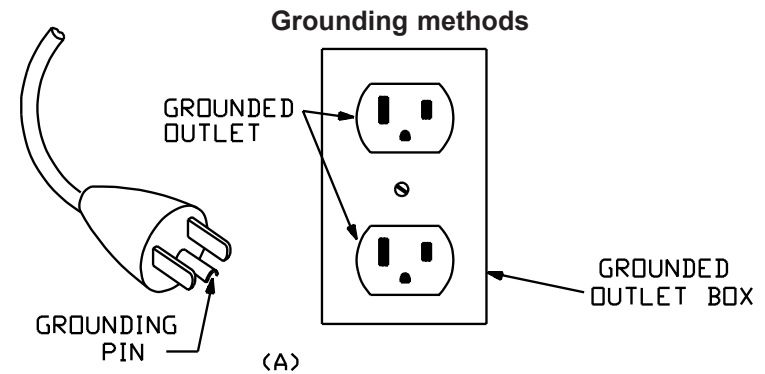 Grounding methods
GROUNDED
OUTLET
GROUNDED
OUTLET BOX
GROUNDING
PIN
(A)